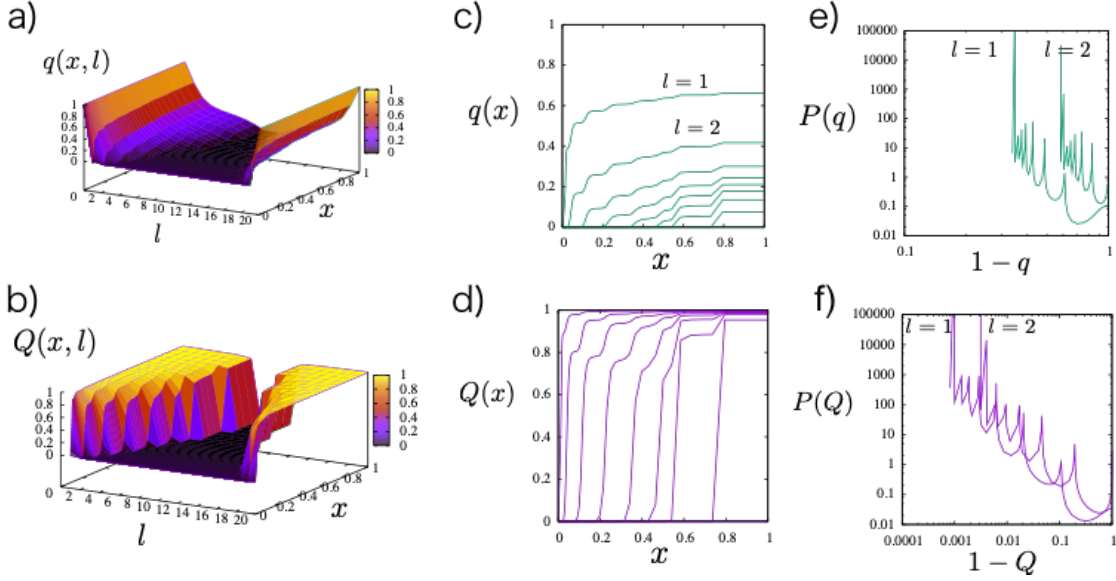 a)
q(x, l)
1
0.8
0.6
0.4
0.2
0
1
0.8
0.6
0.4
0.2
0
0 2 4 6 8 10 12 14 16 18 20
l
0 0.2 0.4 0.6 0.8 1
x
b)
Q(x, l)
1
0.8
0.6
0.4
0.2
0
1
0.8
0.6
0.4
0.2
0
0 2 4 6 8 10 12 14 16 18 20
l
0 0.2 0.4 0.6 0.8 1
x
c)
q(x)
1
0.8
0.6
0.4
0.2
0
l = 1
l = 2
0 0.2 0.4 0.6 0.8 1
x
d)
Q(x)
1
0.8
0.6
0.4
0.2
0
0 0.2 0.4 0.6 0.8 1
x
e)
P(q)
100000
10000
1000
100
10
1
0.1
0.01
l = 1 l = 2
0.1 1
1 − q
f)
P(Q)
100000
10000
1000
100
10
1
0.1
0.01
l = 1 l = 2
0.0001 0.001 0.01 0.1 1
1 − Q